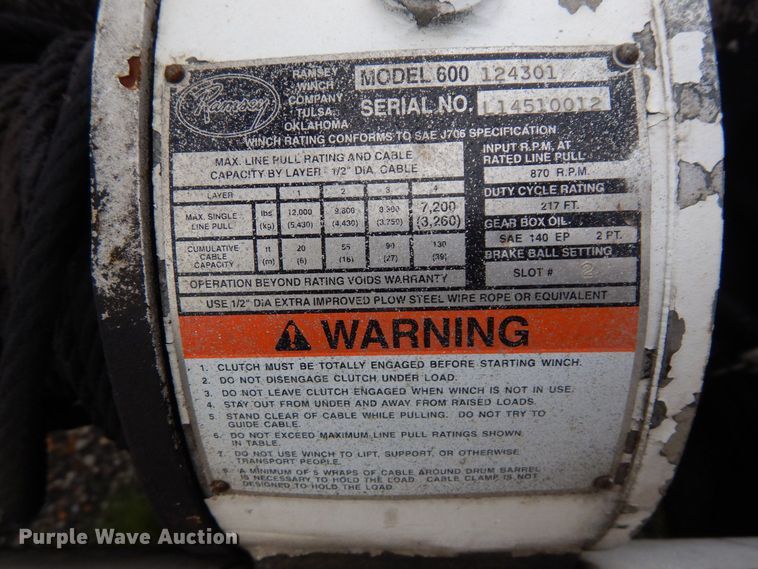 Ramsey
RAMSEY
WINCH
COMPANY
TULSA,
OKLAHOMA
MODEL 600 124301
SERIAL NO. L14510012
WINCH RATING CONFORMS TO SAE J706 SPECIFICATION
MAX. LINE PULL RATING AND CABLE
CAPACITY BY LAYER - 1/2" DIA. CABLE
LAYER 1 2 3 4
MAX. SINGLE LINE PULL lbs (kg) 12,000 (5,430) 9,800 (4,430) 8,300 (3,750) 7,200 (3,260)
CUMULATIVE CABLE CAPACITY ft (m) 20 (6) 55 (16) 90 (27) 130 (39)
OPERATION BEYOND RATING VOIDS WARRANTY
INPUT R.P.M. AT
RATED LINE PULL
870 R.P.M.
DUTY CYCLE RATING
217 FT.
GEAR BOX OIL
SAE 140 EP 2 PT.
BRAKE BALL SETTING
SLOT # 2
USE 1/2" DIA EXTRA IMPROVED PLOW STEEL WIRE ROPE OR EQUIVALENT
WARNING
1. CLUTCH MUST BE TOTALLY ENGAGED BEFORE STARTING WINCH.
2. DO NOT DISENGAGE CLUTCH UNDER LOAD.
3. DO NOT LEAVE CLUTCH ENGAGED WHEN WINCH IS NOT IN USE.
4. STAY OUT FROM UNDER AND AWAY FROM RAISED LOADS.
5. STAND CLEAR OF CABLE WHILE PULLING. DO NOT TRY TO
GUIDE CABLE.
6. DO NOT EXCEED MAXIMUM LINE PULL RATINGS SHOWN
IN TABLE.
7. DO NOT USE WINCH TO LIFT, SUPPORT, OR OTHERWISE
TRANSPORT PEOPLE.
8. A MINIMUM OF 5 WRAPS OF CABLE AROUND DRUM BARREL
IS NECESSARY TO HOLD THE LOAD. CABLE CLAMP IS NOT
DESIGNED TO HOLD THE LOAD.
Purple Wave Auction